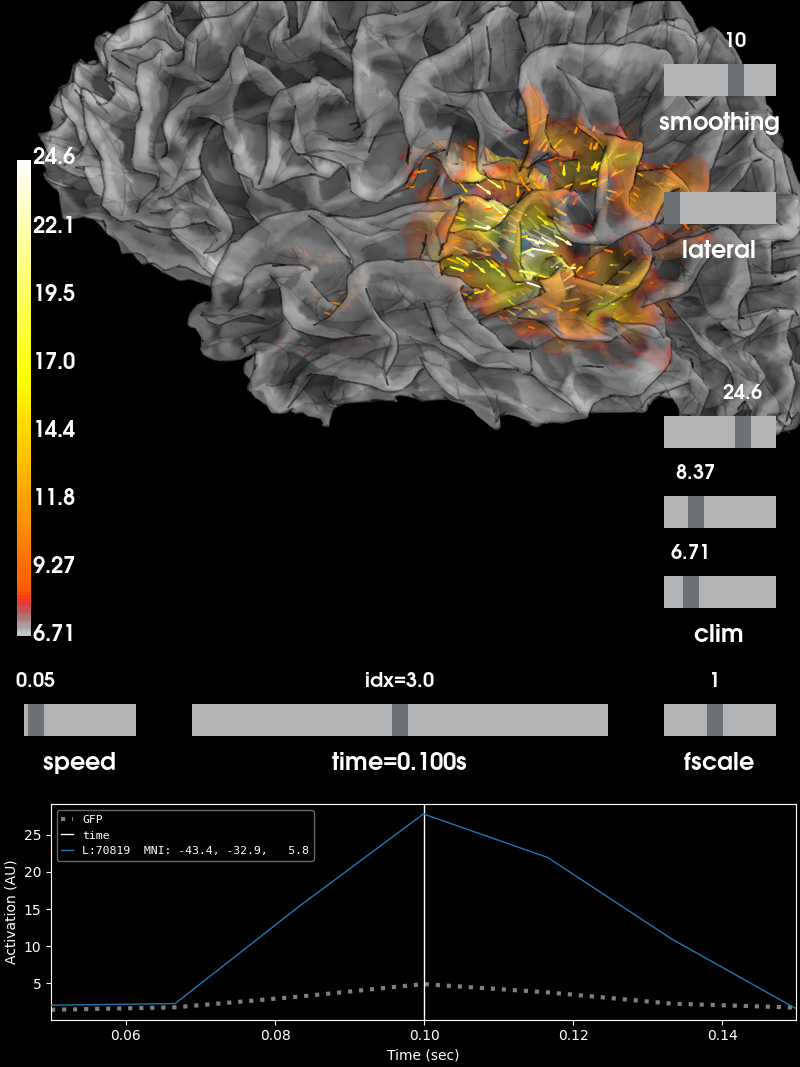 10
smoothing
lateral
24.6
22.1
19.5
17.0
14.4
11.8
9.27
6.71
24.6
8.37
6.71
clim
0.05
speed
idx=3.0
time=0.100s
1
fscale
GFP
time
L:70819 MNI: -43.4, -32.9, 5.8
Activation (AU)
25
20
15
10
5
0.06 0.08 0.10 0.12 0.14
Time (sec)